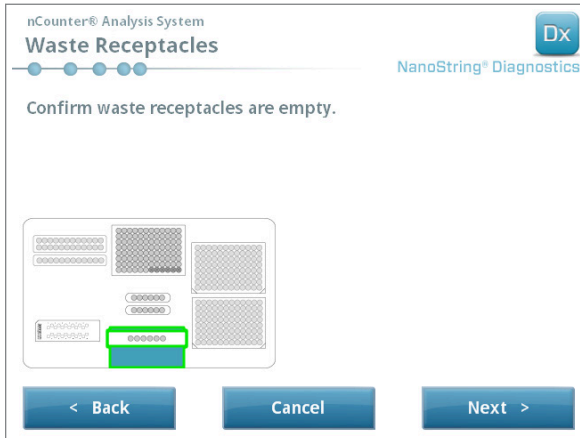 nCounter® Analysis System
Waste Receptacles
Dx
NanoString® Diagnostics
Confirm waste receptacles are empty.
< Back
Cancel
Next >